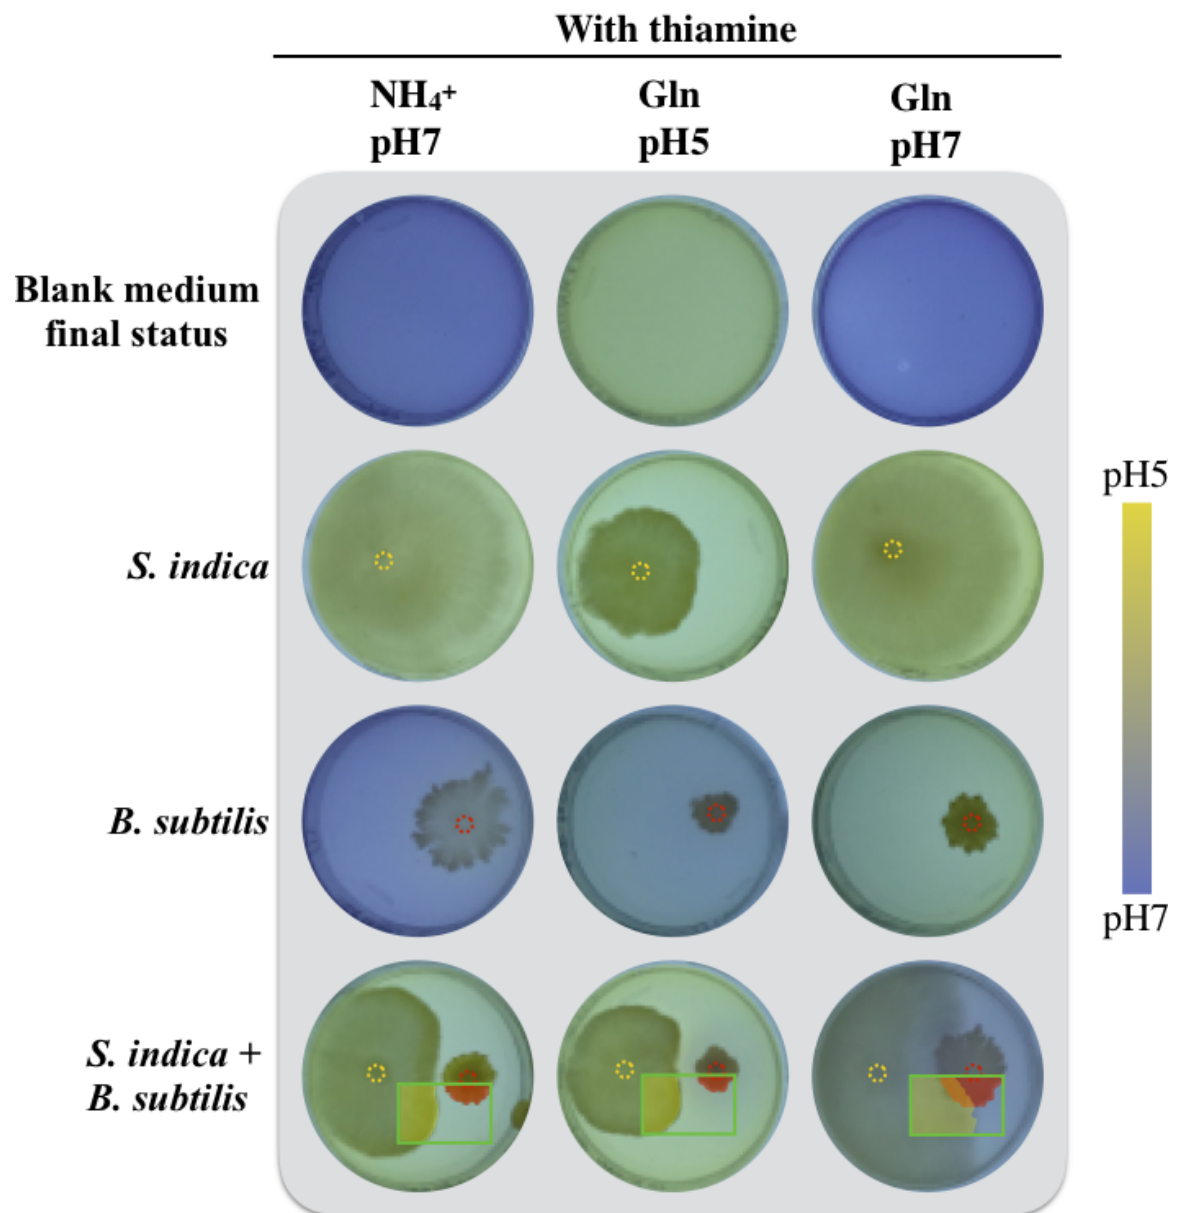 With thiamine
NH₄⁺
pH7
Gln
pH5
Gln
pH7
Blank medium
final status
S. indica
B. subtilis
S. indica +
B. subtilis
pH5
pH7